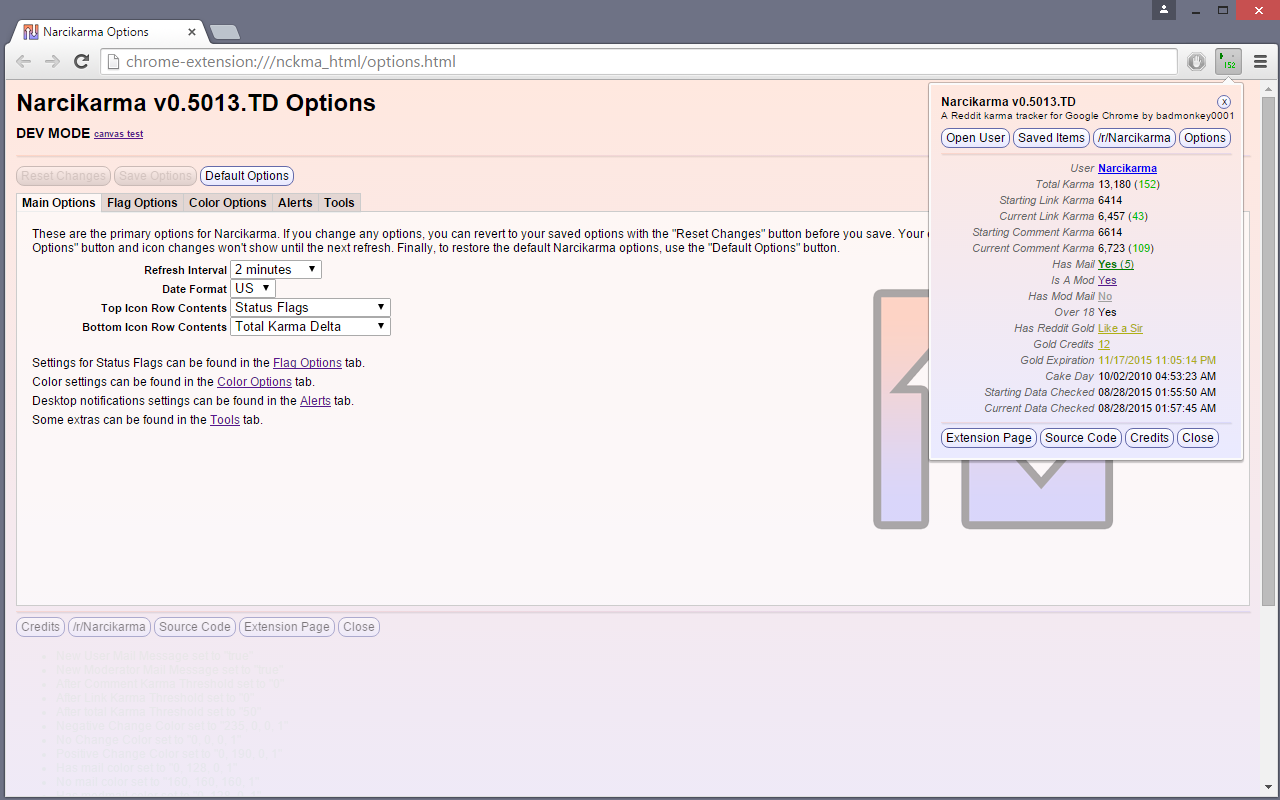 Narcikarma Options
chrome-extension:///nckma_html/options.html
152
Narcikarma v0.5013.TD Options
DEV MODE canvas test
Reset Changes Save Options Default Options
Main Options Flag Options Color Options Alerts Tools
These are the primary options for Narcikarma. If you change any options, you can revert to your saved options with the "Reset Changes" button before you save. Your
Options" button and icon changes won't show until the next refresh. Finally, to restore the default Narcikarma options, use the "Default Options" button.
Refresh Interval 2 minutes
Date Format US
Top Icon Row Contents Status Flags
Bottom Icon Row Contents Total Karma Delta
Settings for Status Flags can be found in the Flag Options tab.
Color settings can be found in the Color Options tab.
Desktop notifications settings can be found in the Alerts tab.
Some extras can be found in the Tools tab.
Narcikarma v0.5013.TD
x
A Reddit karma tracker for Google Chrome by badmonkey0001
Open User Saved Items /r/Narcikarma Options
User Narcikarma
Total Karma 13,180 (152)
Starting Link Karma 6414
Current Link Karma 6,457 (43)
Starting Comment Karma 6614
Current Comment Karma 6,723 (109)
Has Mail Yes (5)
Is A Mod Yes
Has Mod Mail No
Over 18 Yes
Has Reddit Gold Like a Sir
Gold Credits 12
Gold Expiration 11/17/2015 11:05:14 PM
Cake Day 10/02/2010 04:53:23 AM
Starting Data Checked 08/28/2015 01:55:50 AM
Current Data Checked 08/28/2015 01:57:45 AM
Extension Page Source Code Credits Close
Credits /r/Narcikarma Source Code Extension Page Close